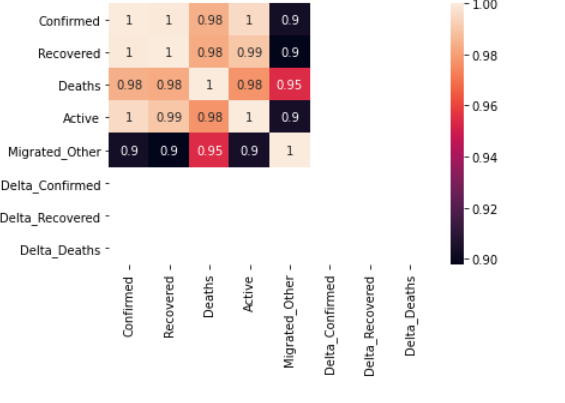 Confirmed 1 1 0.98 1 0.9 1.00
Recovered 1 1 0.98 0.99 0.9 0.98
Deaths 0.98 0.98 1 0.98 0.95
Active 1 0.99 0.98 1 0.9 0.96
Migrated_Other 0.9 0.9 0.95 0.9 1 0.94
Delta_Confirmed
Delta_Recovered 0.92
Delta_Deaths 0.90
Confirmed
Recovered
Deaths
Active
Migrated_Other
Delta_Confirmed
Delta_Recovered
Delta_Deaths